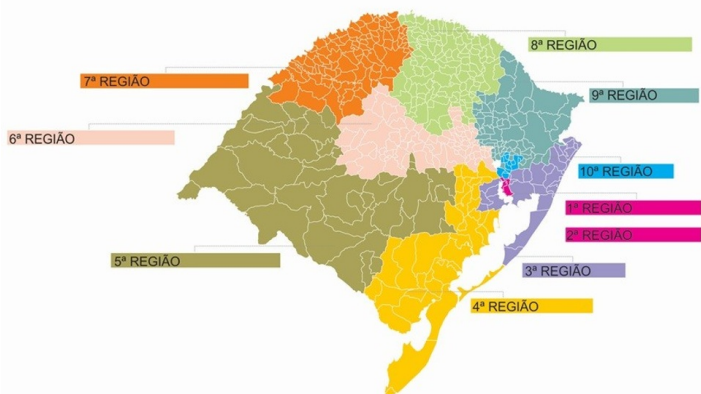 8ª REGIÃO
7ª REGIÃO
9ª REGIÃO
6ª REGIÃO
10ª REGIÃO
1ª REGIÃO
2ª REGIÃO
5ª REGIÃO
3ª REGIÃO
4ª REGIÃO